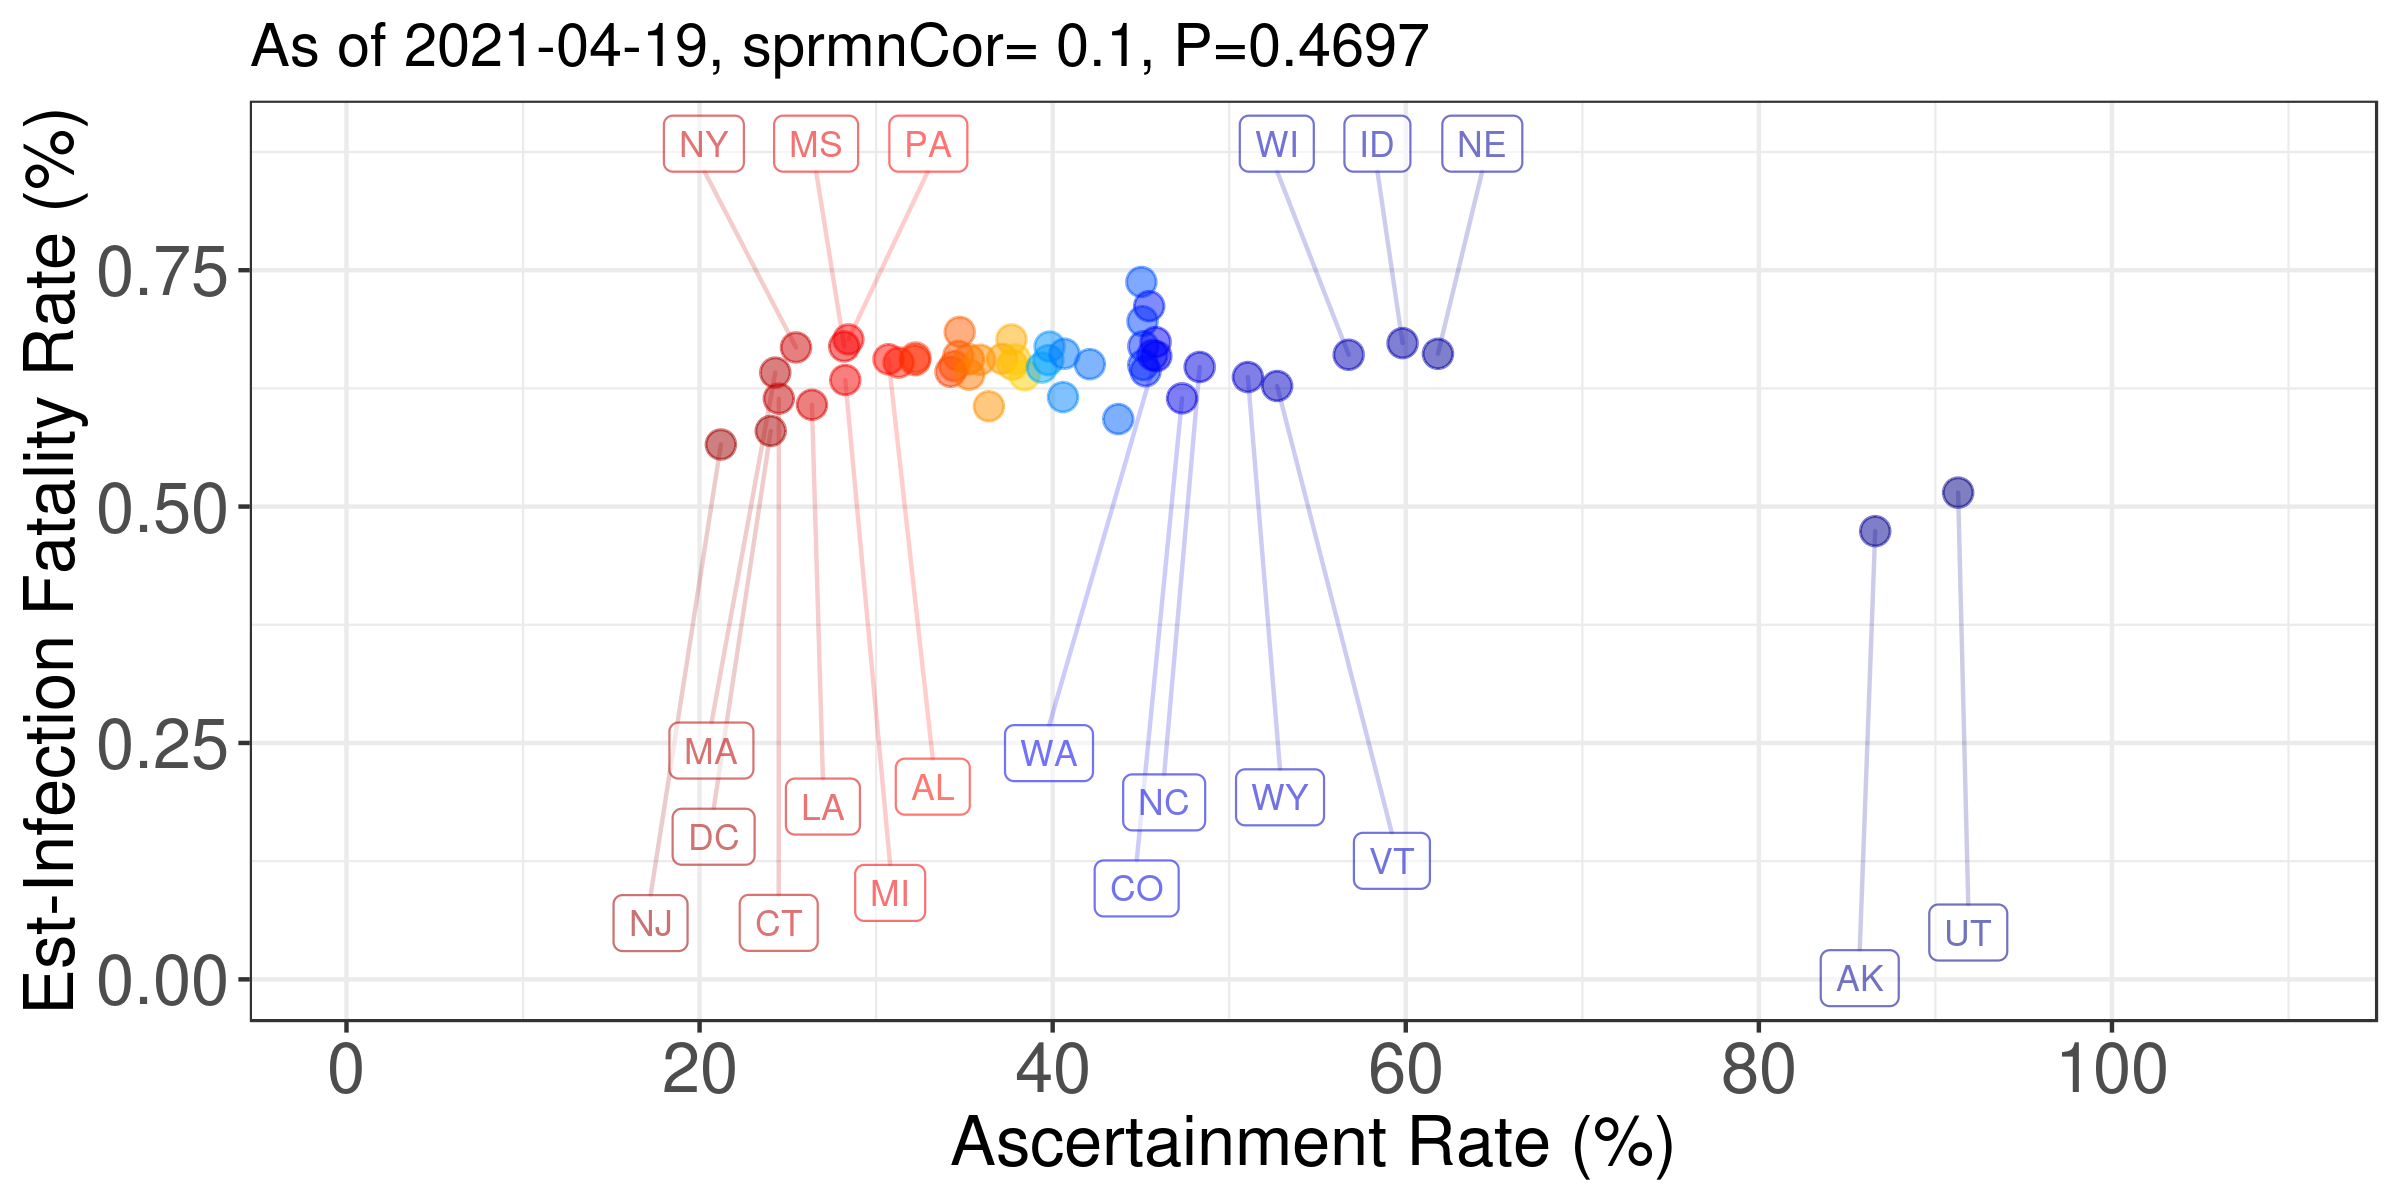 As of 2021-04-19, sprmnCor= 0.1, P=0.4697
Est-Infection Fatality Rate (%)
NY MS PA WI ID NE
0.75
0.50
0.25
0.00
MA WA
AL
NC WY
LA
DC
VT
CO
MI
NJ CT
UT
AK
0 20 40 60 80 100
Ascertainment Rate (%)